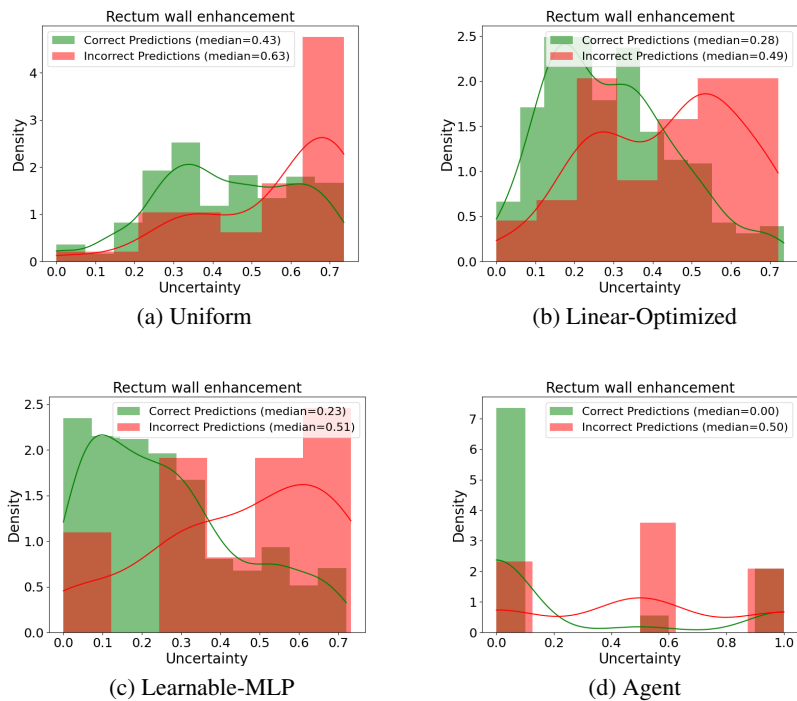 Rectum wall enhancement
Correct Predictions (median=0.43)
Incorrect Predictions (median=0.63)
Density
4
3
2
1
0
0.0 0.1 0.2 0.3 0.4 0.5 0.6 0.7
Uncertainty
(a) Uniform
Rectum wall enhancement
Correct Predictions (median=0.28)
Incorrect Predictions (median=0.49)
Density
2.5
2.0
1.5
1.0
0.5
0.0
0.0 0.1 0.2 0.3 0.4 0.5 0.6 0.7
Uncertainty
(b) Linear-Optimized
Rectum wall enhancement
Correct Predictions (median=0.23)
Incorrect Predictions (median=0.51)
Density
2.5
2.0
1.5
1.0
0.5
0.0
0.0 0.1 0.2 0.3 0.4 0.5 0.6 0.7
Uncertainty
(c) Learnable-MLP
Rectum wall enhancement
Correct Predictions (median=0.00)
Incorrect Predictions (median=0.50)
Density
7
6
5
4
3
2
1
0
0.0 0.2 0.4 0.6 0.8 1.0
Uncertainty
(d) Agent